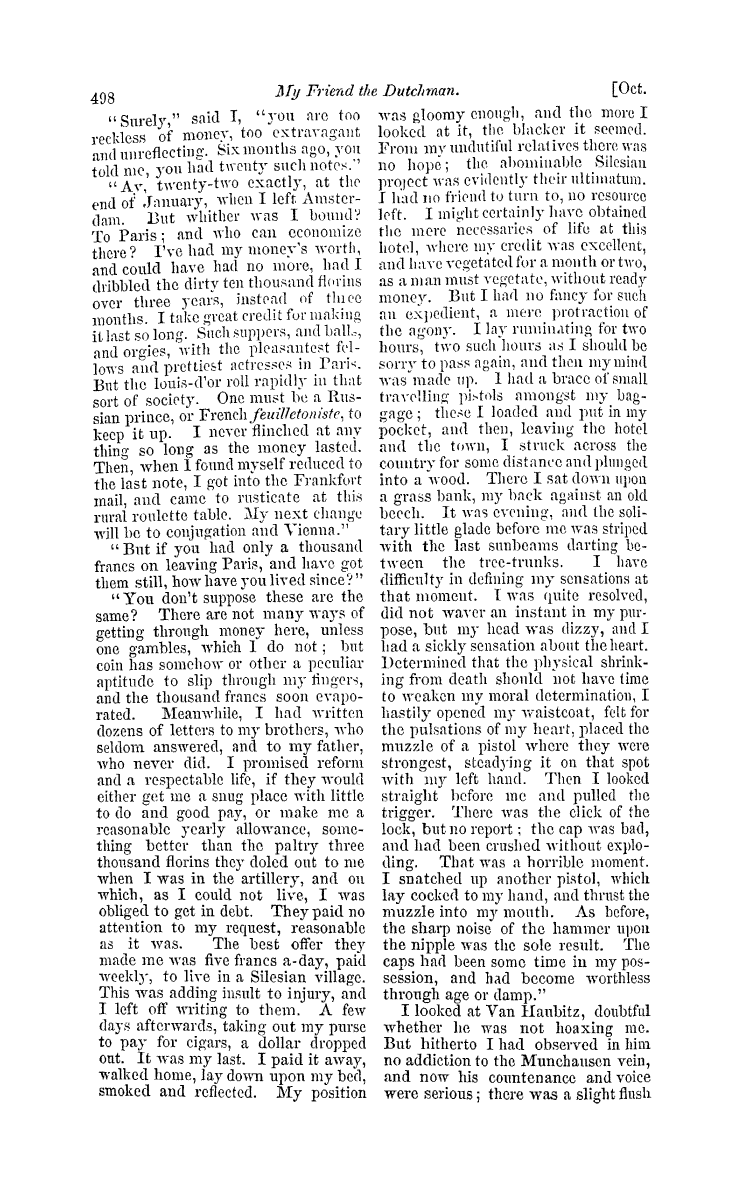 498
My Friend the Dutchman.
[Oct.
"Surely," said I, "you are too
reckless of money, too extravagant
and unreflecting. Six months ago, you
told me, you had twenty such notes."
"Ay, twenty-two exactly, at the
end of January, when I left Amster-
dam. But whither was I bound?
To Paris; and who can economize
there? I've had my money's worth,
and could have had no more, had I
dribbled the dirty ten thousand florins
over three years, instead of three
months. I take great credit for making
it last so long. Such suppers, and balls,
and orgies, with the pleasantest fel-
lows and prettiest actresses in Paris.
But the louis-d'or roll rapidly in that
sort of society. One must be a Rus-
sian prince, or French feuilletoniste, to
keep it up. I never flinched at any
thing so long as the money lasted.
Then, when I found myself reduced to
the last note, I got into the Frankfort
mail, and came to rusticate at this
rural roulette table. My next change
will be to conjugation and Vienna."
"But if you had only a thousand
francs on leaving Paris, and have got
them still, how have you lived since?"
"You don't suppose these are the
same? There are not many ways of
getting through money here, unless
one gambles, which I do not; but
coin has somehow or other a peculiar
aptitude to slip through my fingers,
and the thousand francs soon evapo-
rated. Meanwhile, I had written
dozens of letters to my brothers, who
seldom answered, and to my father,
who never did. I promised reform
and a respectable life, if they would
either get me a snug place with little
to do and good pay, or make me a
reasonable yearly allowance, some-
thing better than the paltry three
thousand florins they doled out to me
when I was in the artillery, and on
which, as I could not live, I was
obliged to get in debt. They paid no
attention to my request, reasonable
as it was. The best offer they
made me was five francs a-day, paid
weekly, to live in a Silesian village.
This was adding insult to injury, and
I left off writing to them. A few
days afterwards, taking out my purse
to pay for cigars, a dollar dropped
out. It was my last. I paid it away,
walked home, lay down upon my bed,
smoked and reflected. My position
was gloomy enough, and the more I
looked at it, the blacker it seemed.
From my undutiful relatives there was
no hope; the abominable Silesian
project was evidently their ultimatum.
I had no friend to turn to, no resource
left. I might certainly have obtained
the mere necessaries of life at this
hotel, where my credit was excellent,
and have vegetated for a month or two,
as a man must vegetate, without ready
money. But I had no fancy for such
an expedient, a mere protraction of
the agony. I lay ruminating for two
hours, two such hours as I should be
sorry to pass again, and then my mind
was made up. I had a brace of small
travelling pistols amongst my bag-
gage; these I loaded and put in my
pocket, and then, leaving the hotel
and the town, I struck across the
country for some distance and plunged
into a wood. There I sat down upon
a grass bank, my back against an old
beech. It was evening, and the soli-
tary little glade before me was striped
with the last sunbeams darting be-
tween the tree-trunks. I have
difficulty in defining my sensations at
that moment. I was quite resolved,
did not waver an instant in my pur-
pose, but my head was dizzy, and I
had a sickly sensation about the heart.
Determined that the physical shrink-
ing from death should not have time
to weaken my moral determination, I
hastily opened my waistcoat, felt for
the pulsations of my heart, placed the
muzzle of a pistol where they were
strongest, steadying it on that spot
with my left hand. Then I looked
straight before me and pulled the
trigger. There was the click of the
lock, but no report; the cap was bad,
and had been crushed without explo-
ding. That was a horrible moment.
I snatched up another pistol, which
lay cocked to my hand, and thrust the
muzzle into my mouth. As before,
the sharp noise of the hammer upon
the nipple was the sole result. The
caps had been some time in my pos-
session, and had become worthless
through age or damp."
I looked at Van Haubitz, doubtful
whether he was not hoaxing me.
But hitherto I had observed in him
no addiction to the Munchausen vein,
and now his countenance and voice
were serious; there was a slight flush